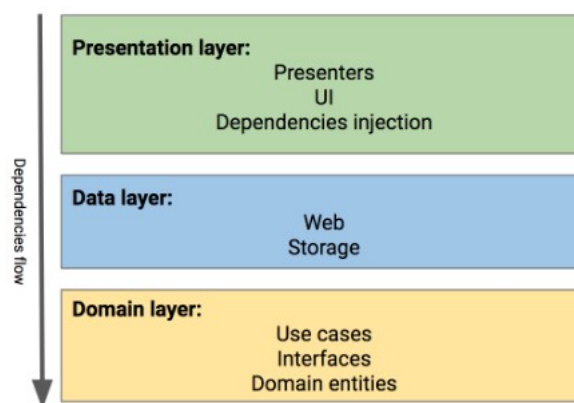 Dependencies flow
Presentation layer:
Presenters
UI
Dependencies injection
Data layer:
Web
Storage
Domain layer:
Use cases
Interfaces
Domain entities